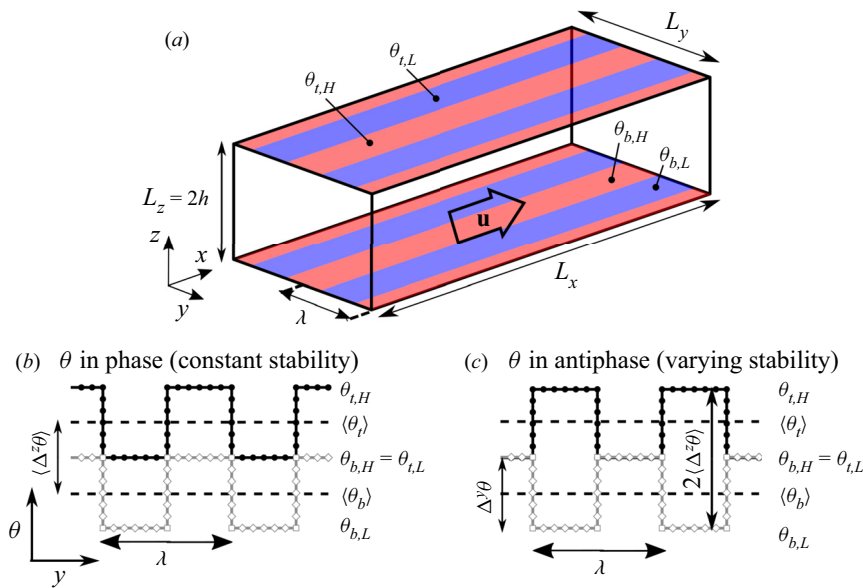 (a)
L_y
θ_{t,L}
θ_{t,H}
θ_{b,H}
θ_{b,L}
L_z = 2h
u
z
x
y
λ
L_x
(b) θ in phase (constant stability)
θ_{t,H}
⟨θ_t⟩
⟨Δ^zθ⟩
θ_{b,H} = θ_{t,L}
⟨θ_b⟩
θ_{b,L}
θ
y
λ
(c) θ in antiphase (varying stability)
θ_{t,H}
⟨θ_t⟩
2⟨Δ^zθ⟩
θ_{b,H} = θ_{t,L}
Δ^yθ
⟨θ_b⟩
θ_{b,L}
λ